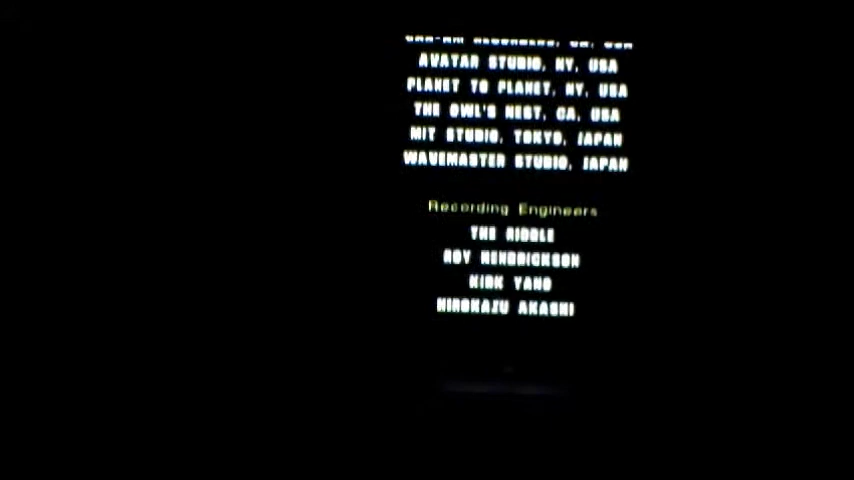 AVATAR STUDIO, NY, USA
PLANET TO PLANET, NY, USA
THE OWL'S NEST, CA, USA
MIT STUDIO, TOKYO, JAPAN
WAVEMASTER STUDIO, JAPAN
Recording Engineers
THE RIDDLE
ROY HENDRICKSON
KIRK YANO
HIROKAZU AKASHI